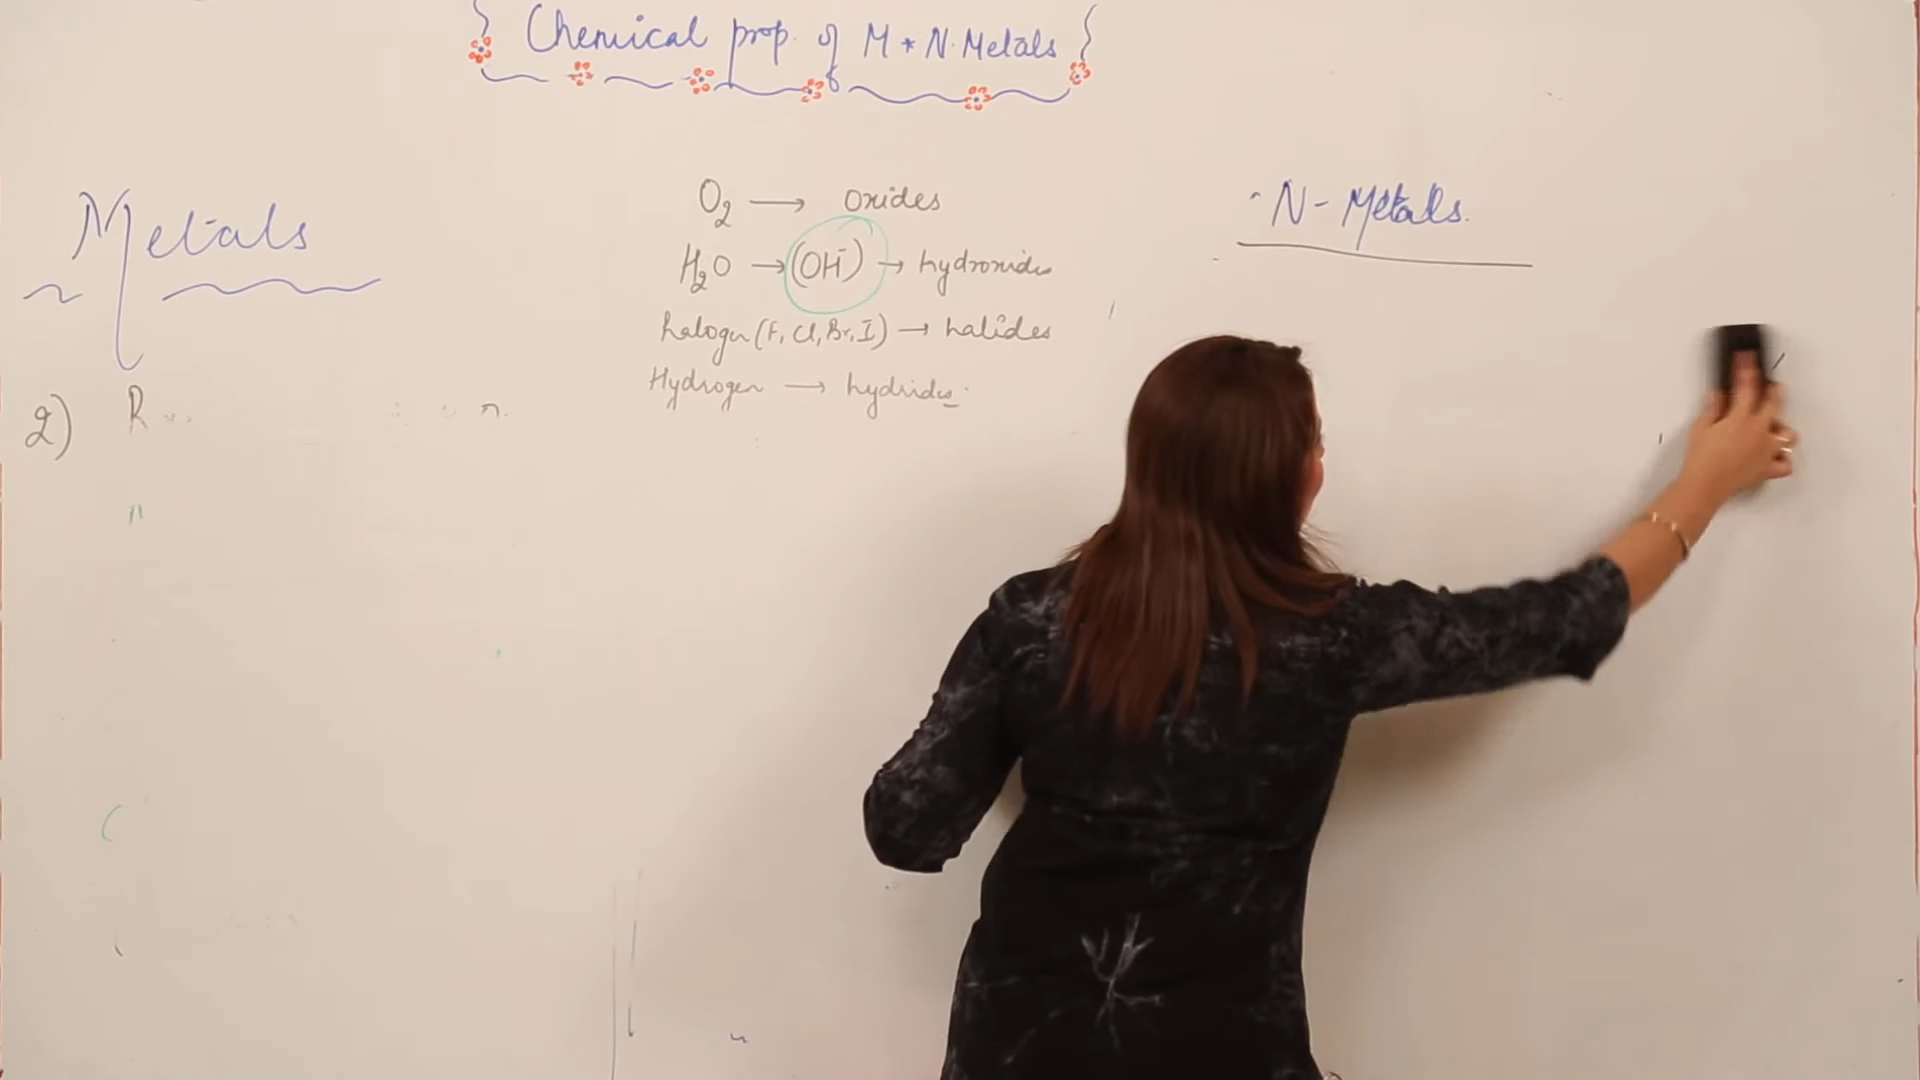 Chemical prop. of M * N. Metals
Metals
O₂ → Oxides
H₂O → (OH⁻) → hydroxides
halogen (F, Cl, Br, I) → halides
Hydrogen → hydrides.
N - Metals.
2) R
n.